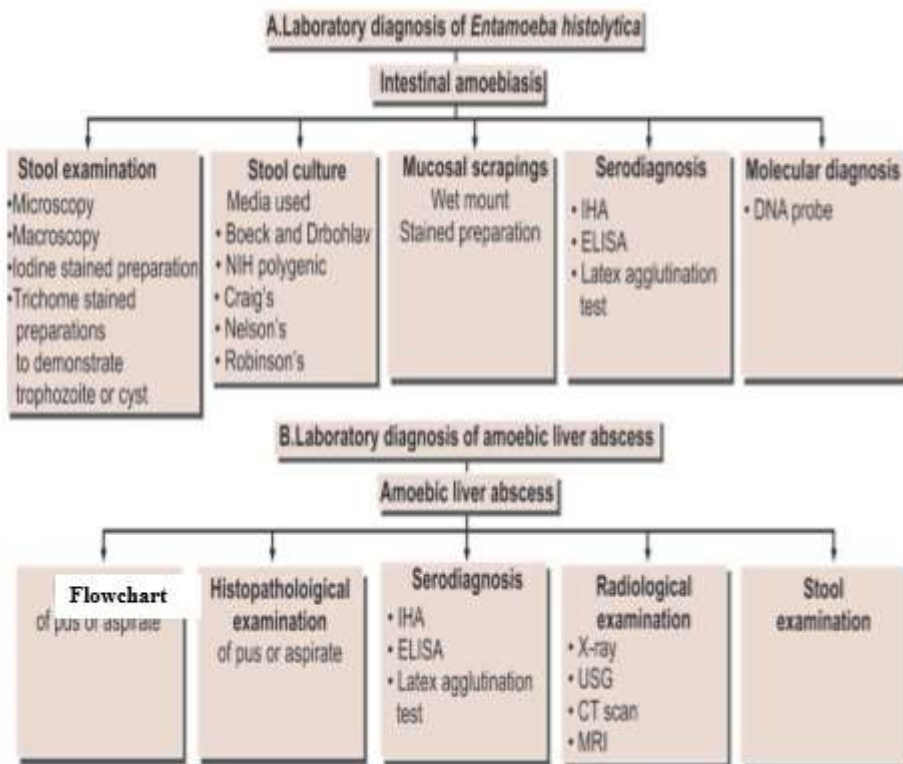 A.Laboratory diagnosis of Entamoeba histolytica
Intestinal amoebiasis
Stool examination
•Microscopy
•Macroscopy
•Iodine stained preparation
•Trichome stained
preparations
to demonstrate
trophozoite or cyst
Stool culture
Media used
• Boeck and Drbohlav
• NIH polygenic
• Craig's
• Nelson's
• Robinson's
Mucosal scrapings
Wet mount
Stained preparation
Serodiagnosis
• IHA
• ELISA
• Latex agglutination
test
Molecular diagnosis
• DNA probe
B.Laboratory diagnosis of amoebic liver abscess
Amoebic liver abscess
Flowchart
of pus or aspirate
Histopatholoigical
examination
of pus or aspirate
Serodiagnosis
• IHA
• ELISA
• Latex agglutination
test
Radiological
examination
• X-ray
• USG
• CT scan
• MRI
Stool
examination